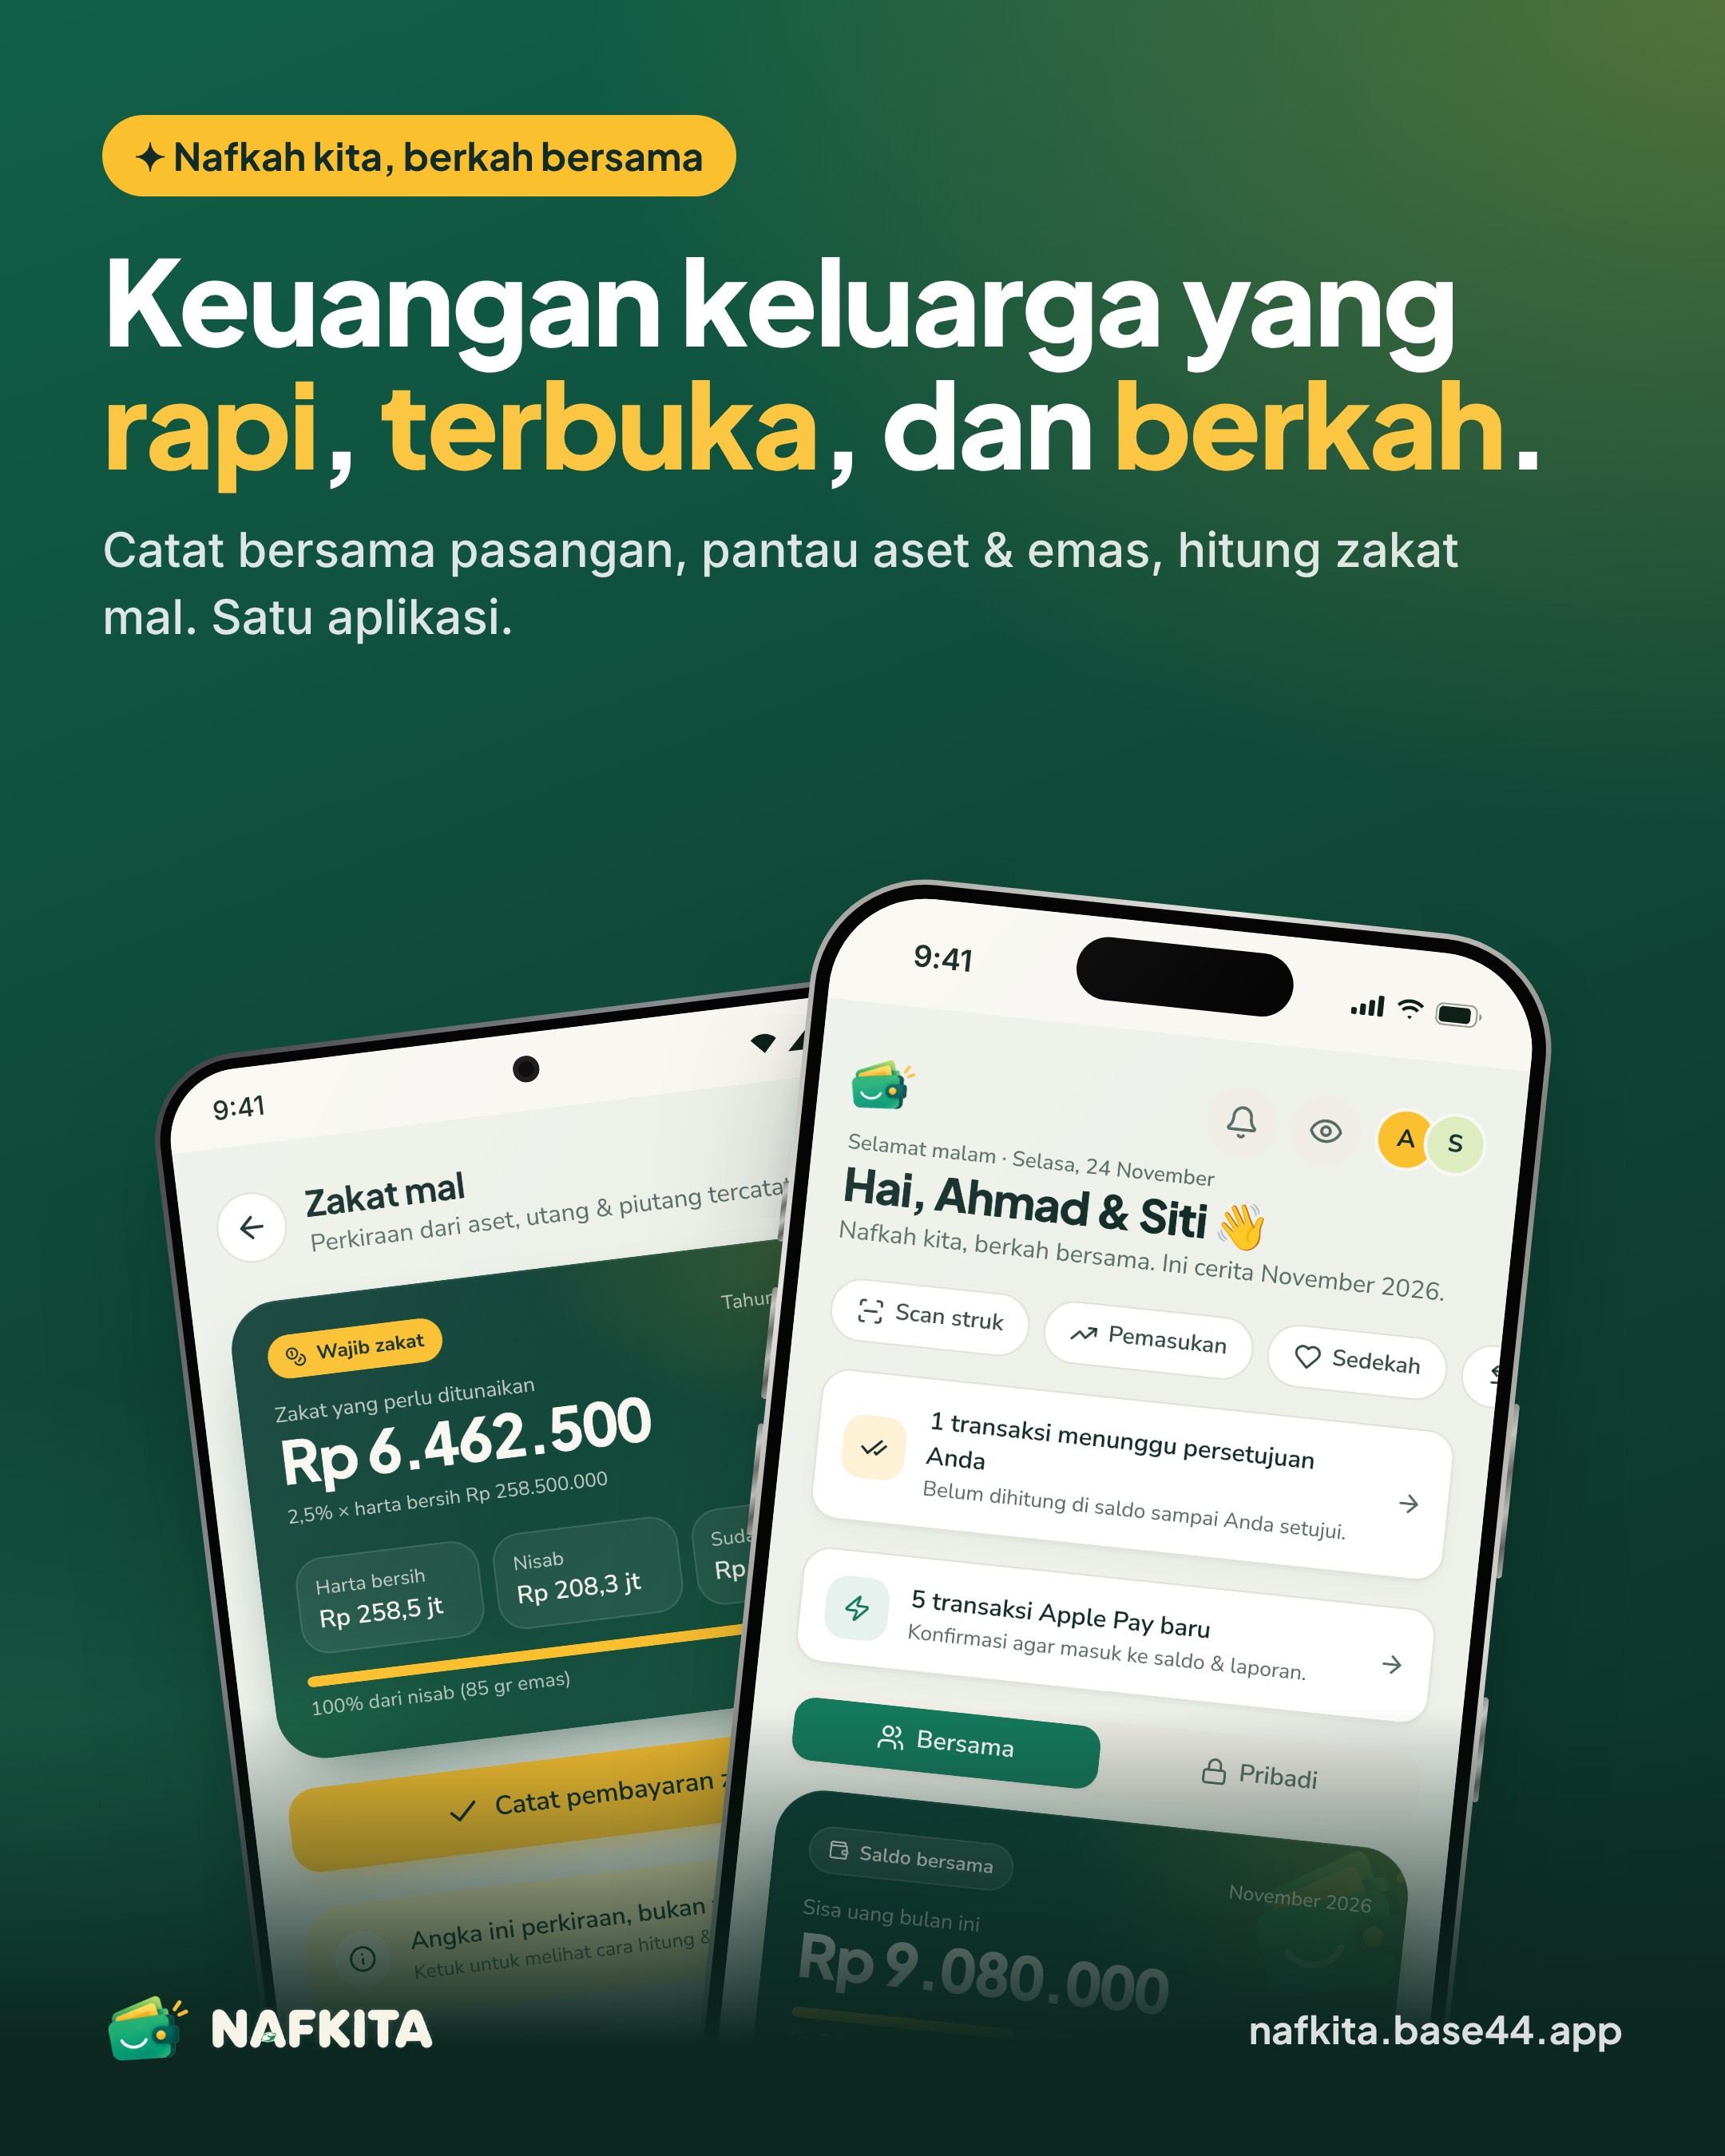 ✦ Nafkah kita, berkah bersama
Keuangan keluarga yang
rapi, terbuka, dan berkah.
Catat bersama pasangan, pantau aset & emas, hitung zakat
mal. Satu aplikasi.
9:41
Zakat mal
Perkiraan dari aset, utang & piutang tercatat
Wajib zakat
Zakat yang perlu ditunaikan
Rp 6.462.500
2,5% × harta bersih Rp 258.500.000
Harta bersih
Rp 258,5 jt
Nisab
Rp 208,3 jt
Rp
100% dari nisab (85 gr emas)
Catat pembayaran
Angka ini perkiraan, bukan
Ketuk untuk melihat cara hitung &
9:41
A
S
Selamat malam · Selasa, 24 November
Hai, Ahmad & Siti 👋
Nafkah kita, berkah bersama. Ini cerita November 2026.
Scan struk
Pemasukan
Sedekah
1 transaksi menunggu persetujuan
Anda
Belum dihitung di saldo sampai Anda setujui.
5 transaksi Apple Pay baru
Konfirmasi agar masuk ke saldo & laporan.
Bersama
Pribadi
Saldo bersama
November 2026
Sisa uang bulan ini
Rp 9.080.000
NAFKITA
nafkita.base44.app